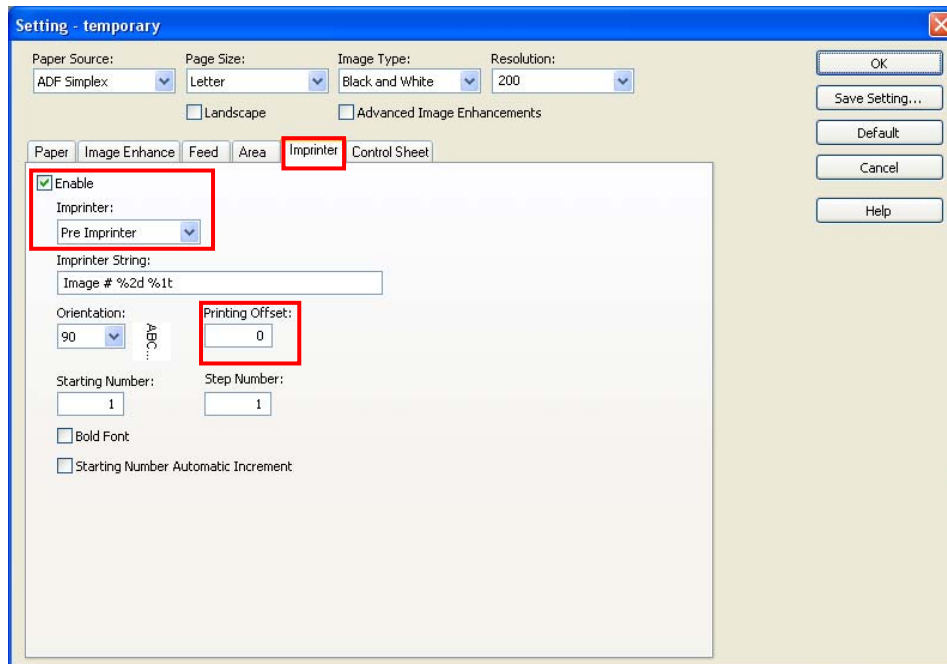 Setting - temporary
Paper Source: Page Size: Image Type: Resolution:
ADF Simplex Letter Black and White 200
Landscape Advanced Image Enhancements
OK
Save Setting...
Default
Cancel
Help
Paper Image Enhance Feed Area Imprinter Control Sheet
Enable
Imprinter:
Pre Imprinter
Imprinter String:
Image # %2d %1t
Orientation: Printing Offset:
90 ABC... 0
Starting Number: Step Number:
1 1
Bold Font
Starting Number Automatic Increment